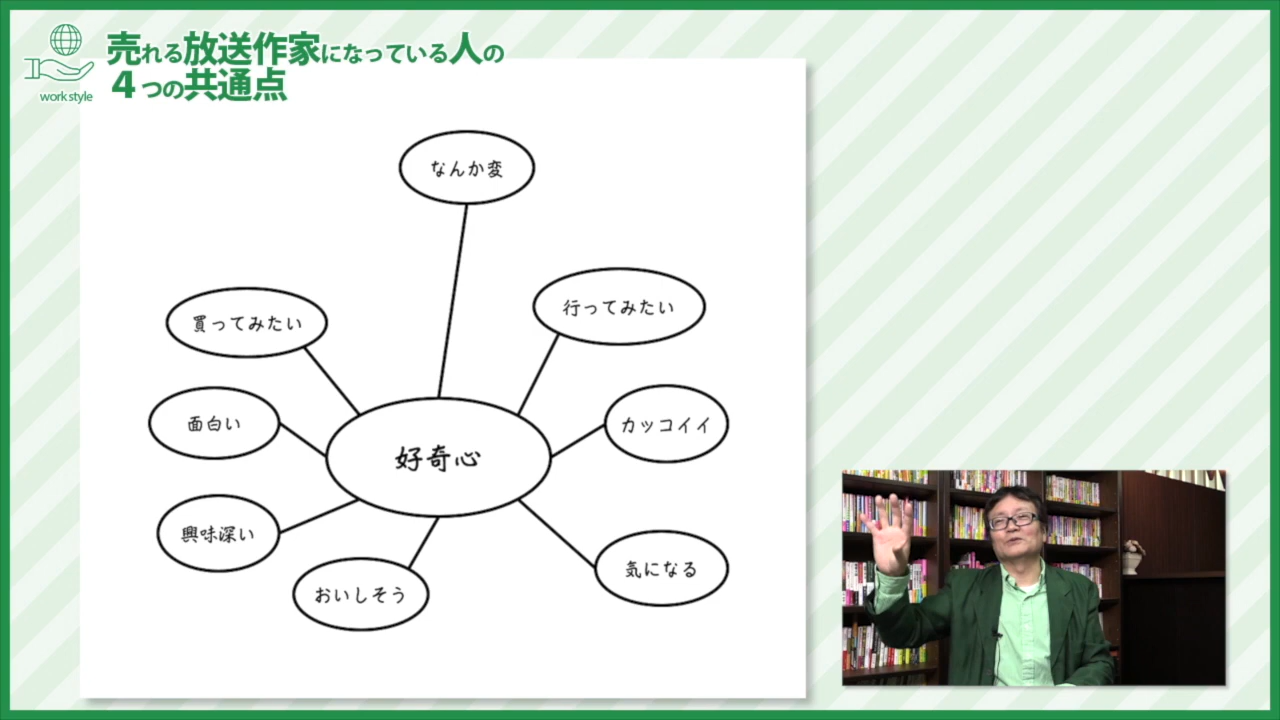 売れる放送作家になっている人の
４つの共通点
work style
なんか変
行ってみたい
買ってみたい
カッコイイ
面白い
好奇心
興味深い
気になる
おいしそう